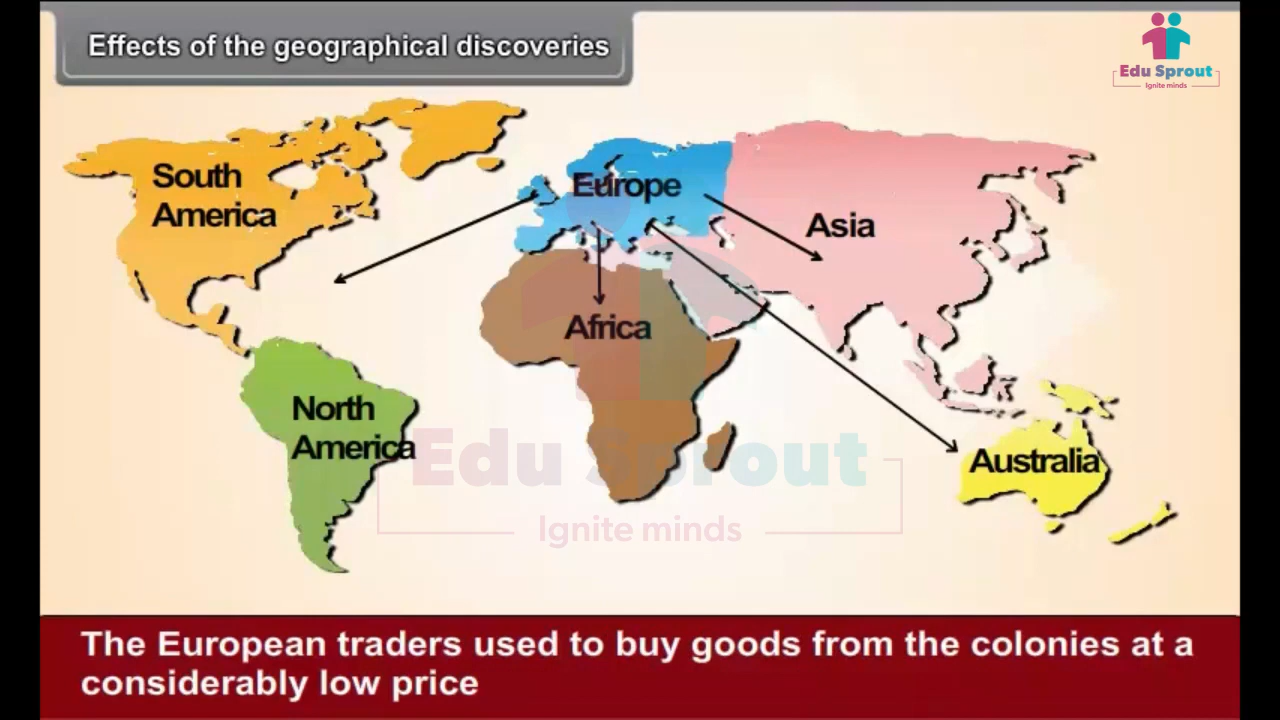 Effects of the geographical discoveries
Edu Sprout
Ignite minds
South
America
Europe
Asia
Africa
North
America
Australia
Edu Sprout
Ignite minds
The European traders used to buy goods from the colonies at a
considerably low price